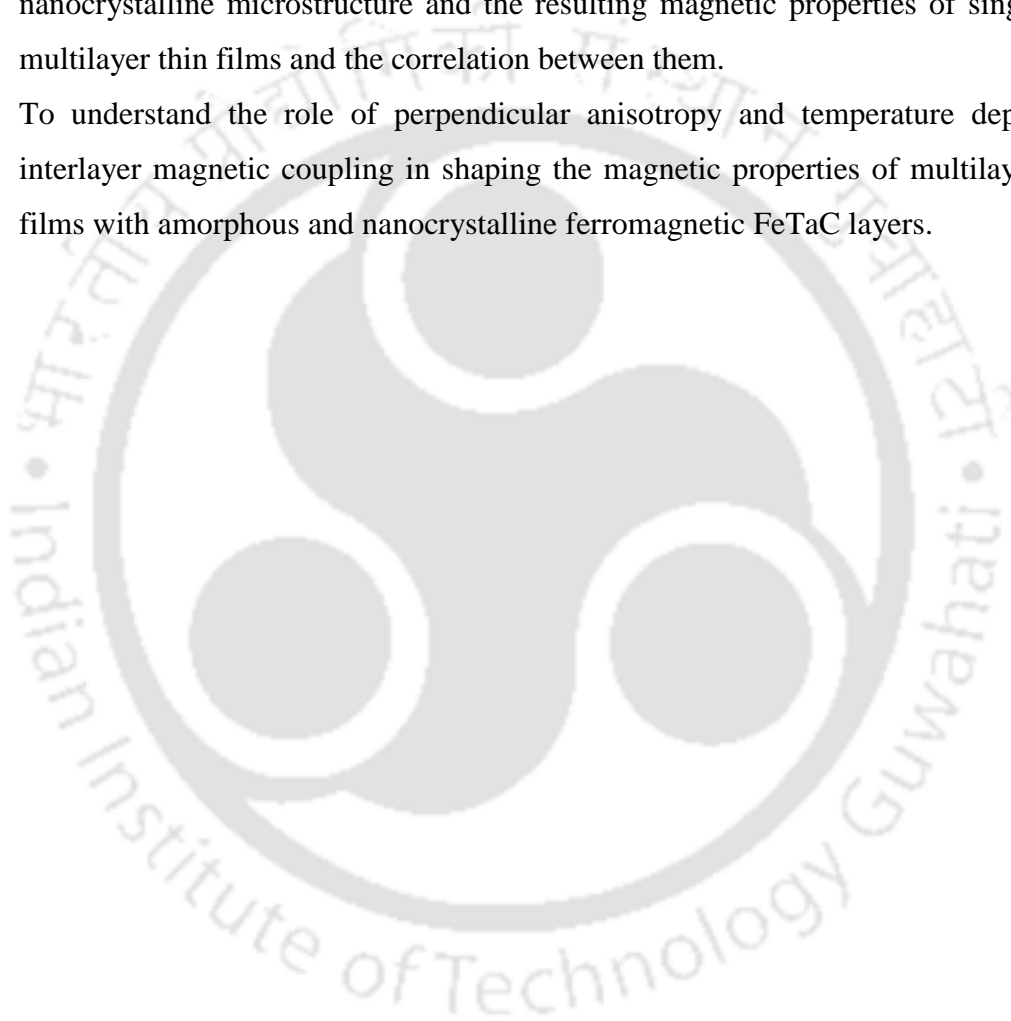 nanocrystalline microstructure and the resulting magnetic properties of sing
multilayer thin films and the correlation between them.
To understand the role of perpendicular anisotropy and temperature dep
interlayer magnetic coupling in shaping the magnetic properties of multilay
films with amorphous and nanocrystalline ferromagnetic FeTaC layers.
भारतीय प्रौद्योगिकी संस्थान गुवाहाटी
Indian Institute of Technology Guwahati